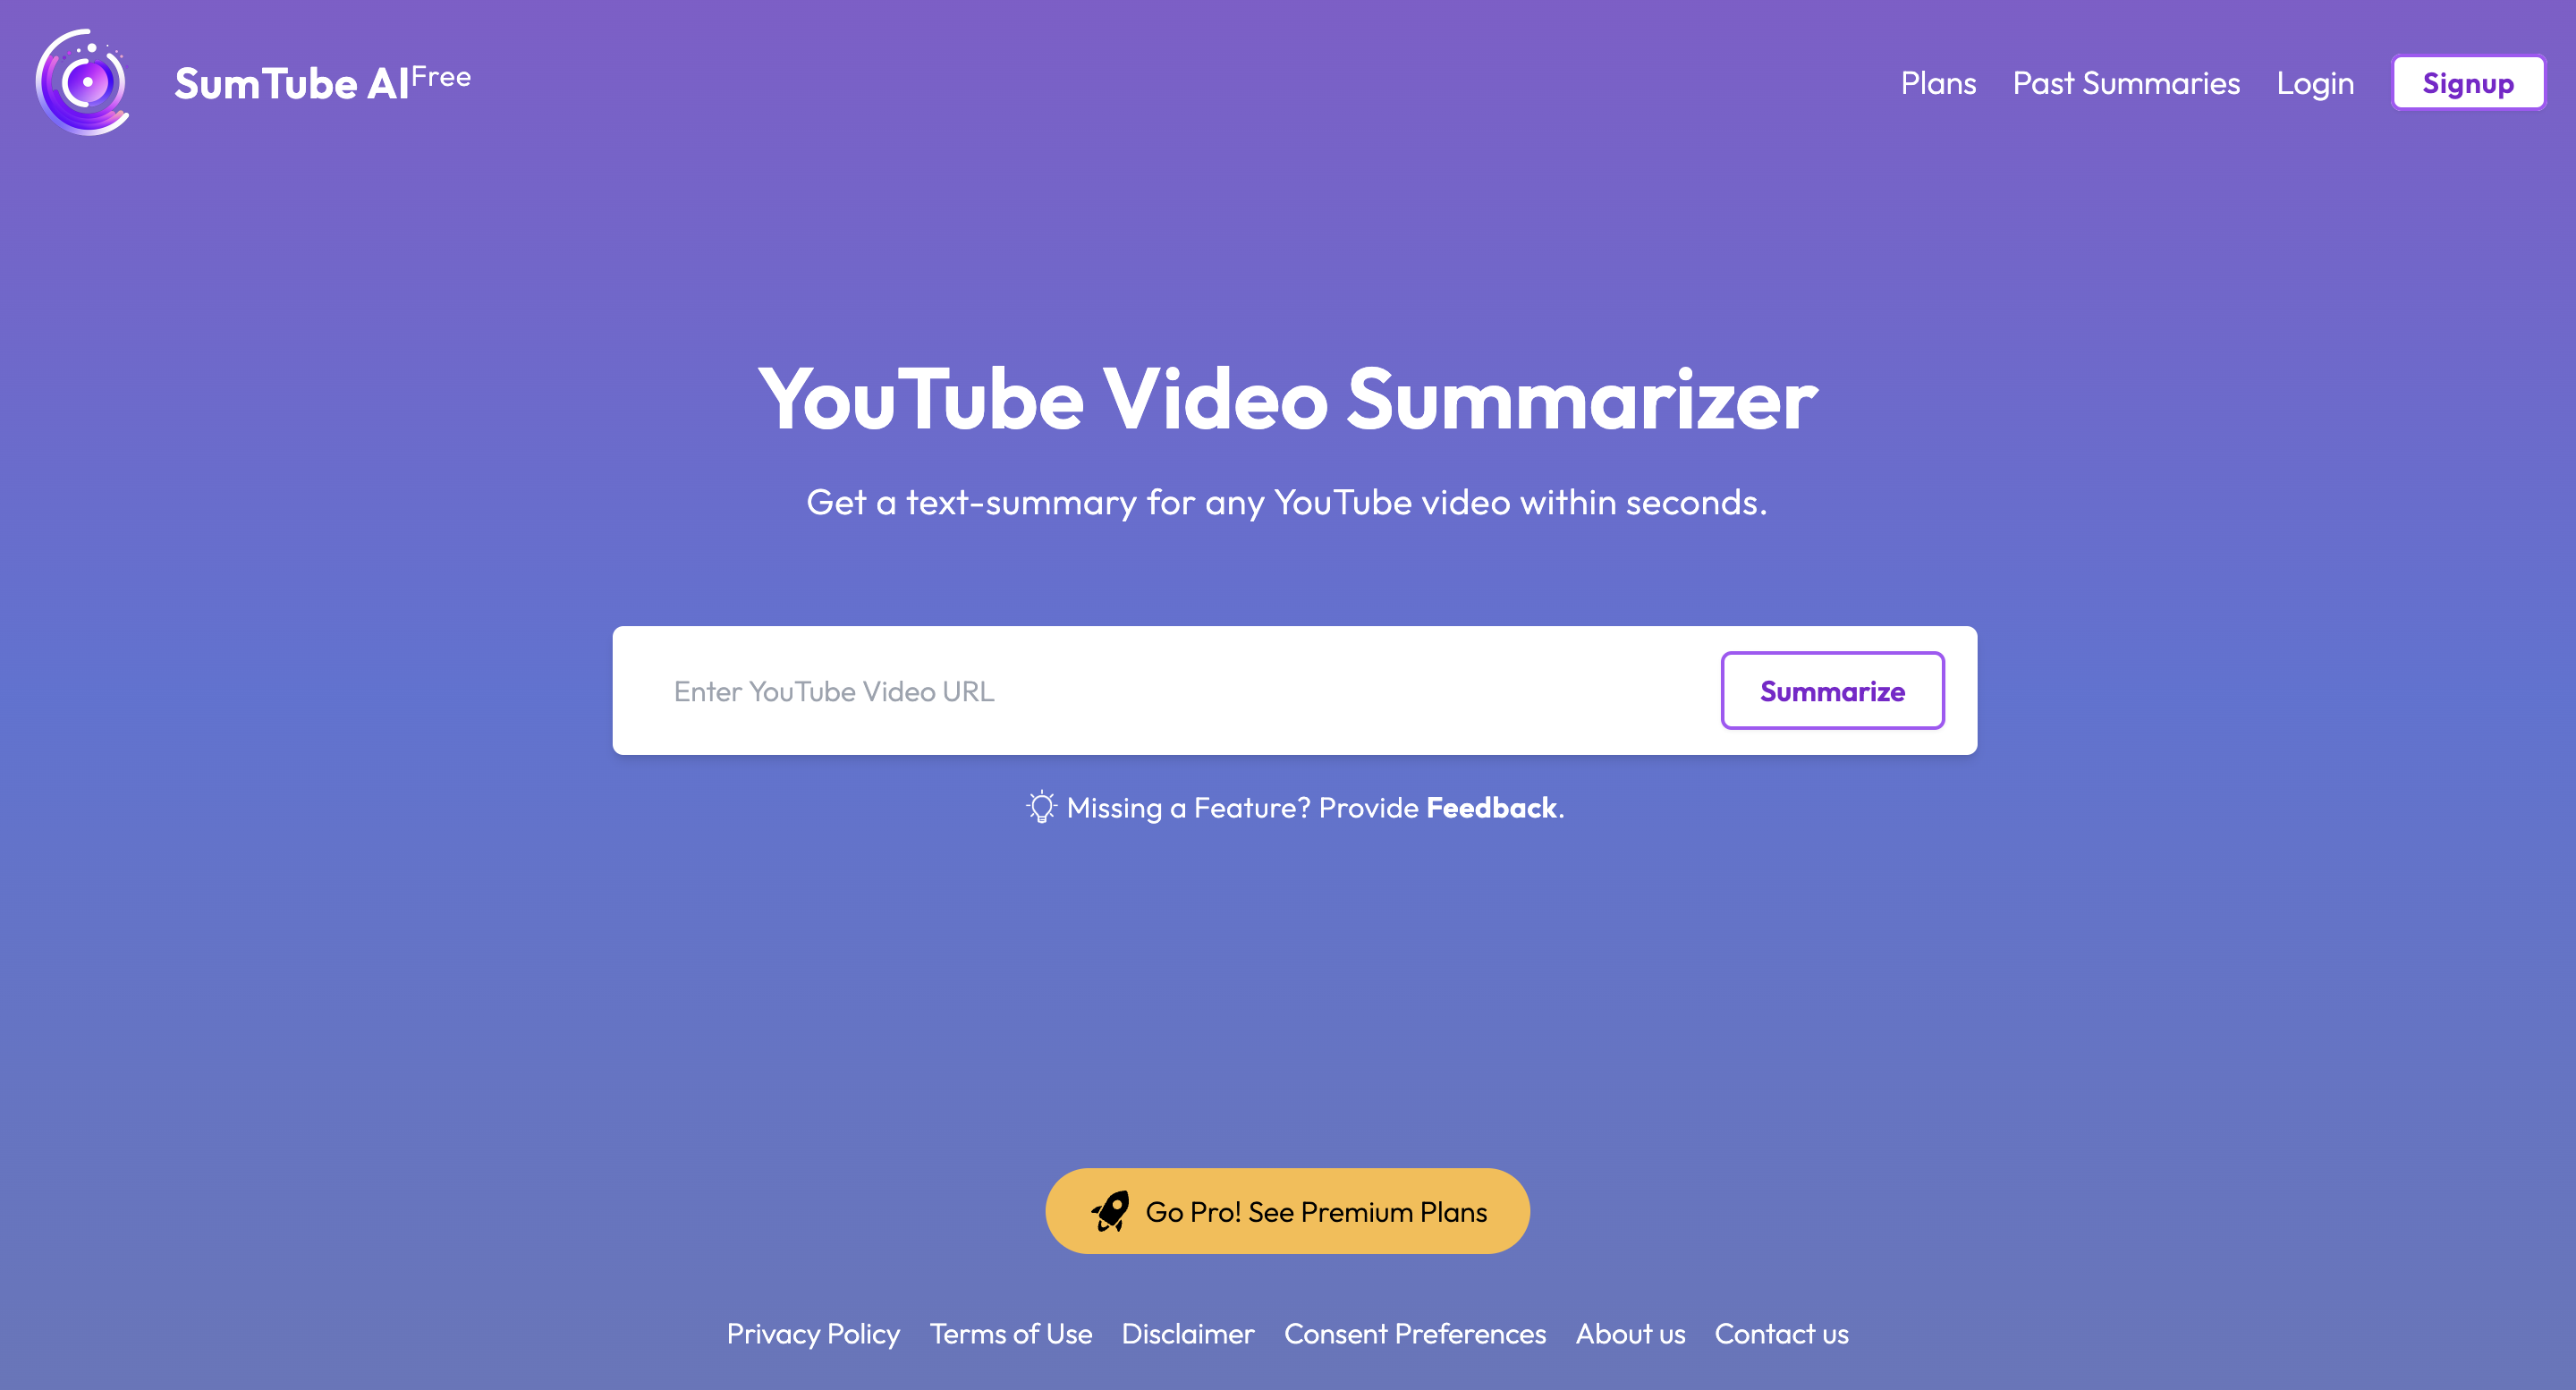 SumTube AI Free
Plans Past Summaries Login Signup
YouTube Video Summarizer
Get a text-summary for any YouTube video within seconds.
Enter YouTube Video URL Summarize
Missing a Feature? Provide Feedback.
Go Pro! See Premium Plans
Privacy Policy Terms of Use Disclaimer Consent Preferences About us Contact us